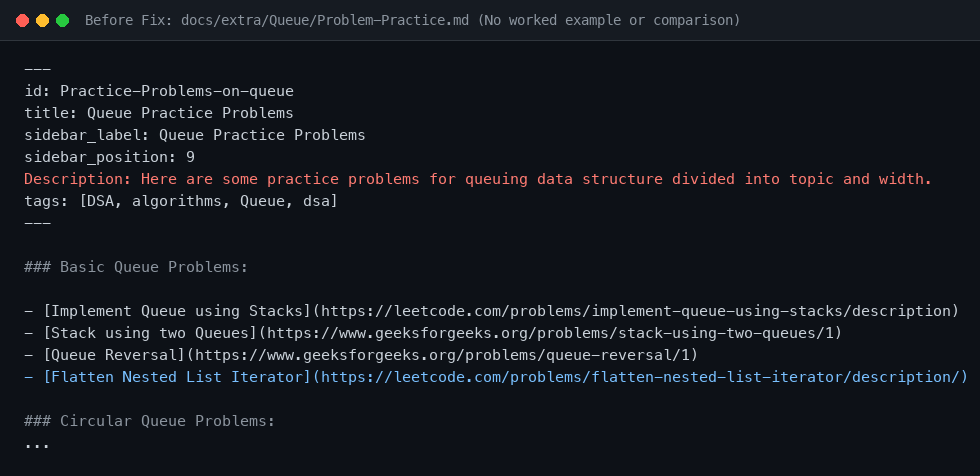 Before Fix: docs/extra/Queue/Problem-Practice.md (No worked example or comparison)
---
id: Practice-Problems-on-queue
title: Queue Practice Problems
sidebar_label: Queue Practice Problems
sidebar_position: 9
Description: Here are some practice problems for queuing data structure divided into topic and width.
tags: [DSA, algorithms, Queue, dsa]
---
### Basic Queue Problems:
- [Implement Queue using Stacks](https://leetcode.com/problems/implement-queue-using-stacks/description)
- [Stack using two Queues](https://www.geeksforgeeks.org/problems/stack-using-two-queues/1)
- [Queue Reversal](https://www.geeksforgeeks.org/problems/queue-reversal/1)
- [Flatten Nested List Iterator](https://leetcode.com/problems/flatten-nested-list-iterator/description/)
### Circular Queue Problems:
...